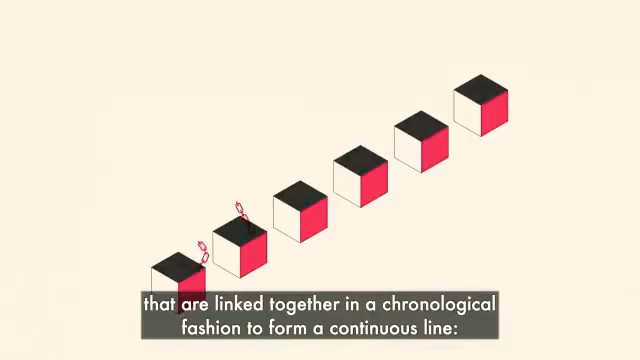 that are linked together in a chronological
fashion to form a continuous line: